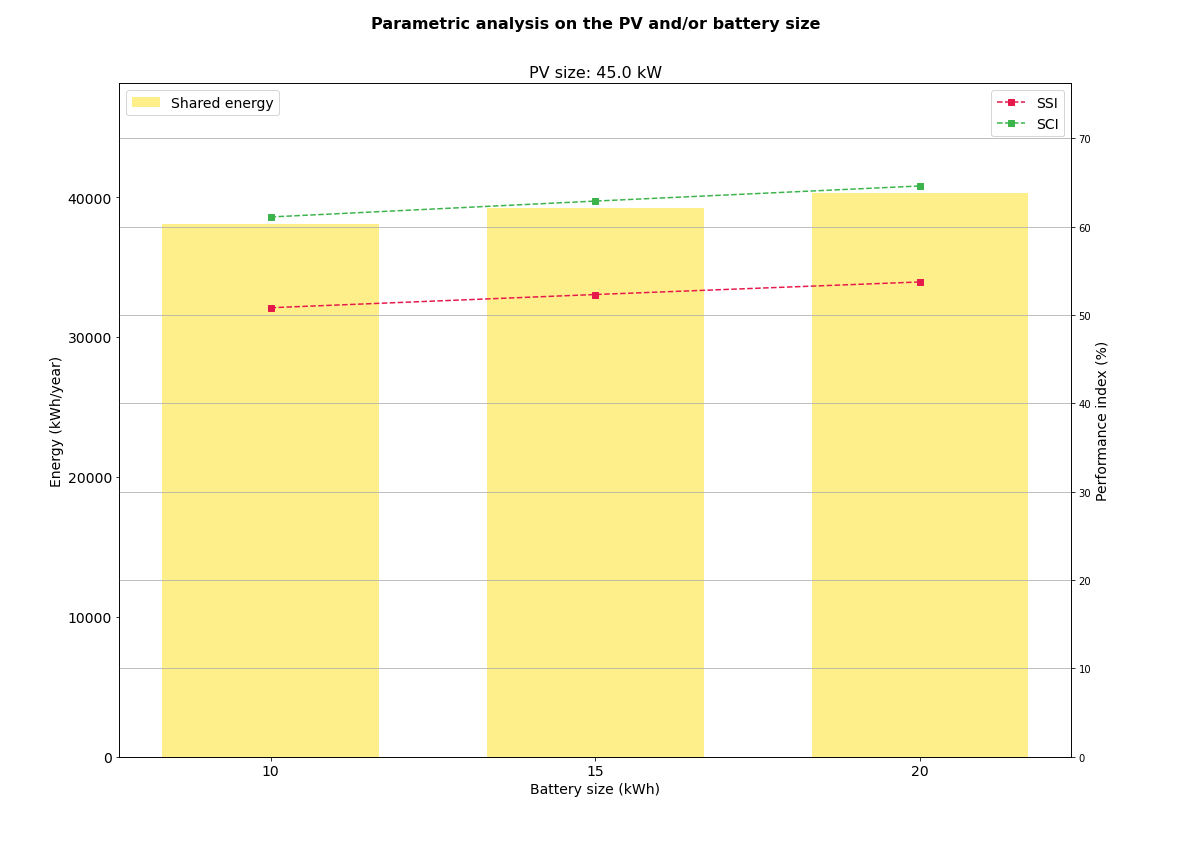 Parametric analysis on the PV and/or battery size
PV size: 45.0 kW
Shared energy
SSI
SCI
Energy (kWh/year)
40000
30000
20000
10000
0
70
60
50
40
30
20
10
0
Performance index (%)
10 15 20
Battery size (kWh)